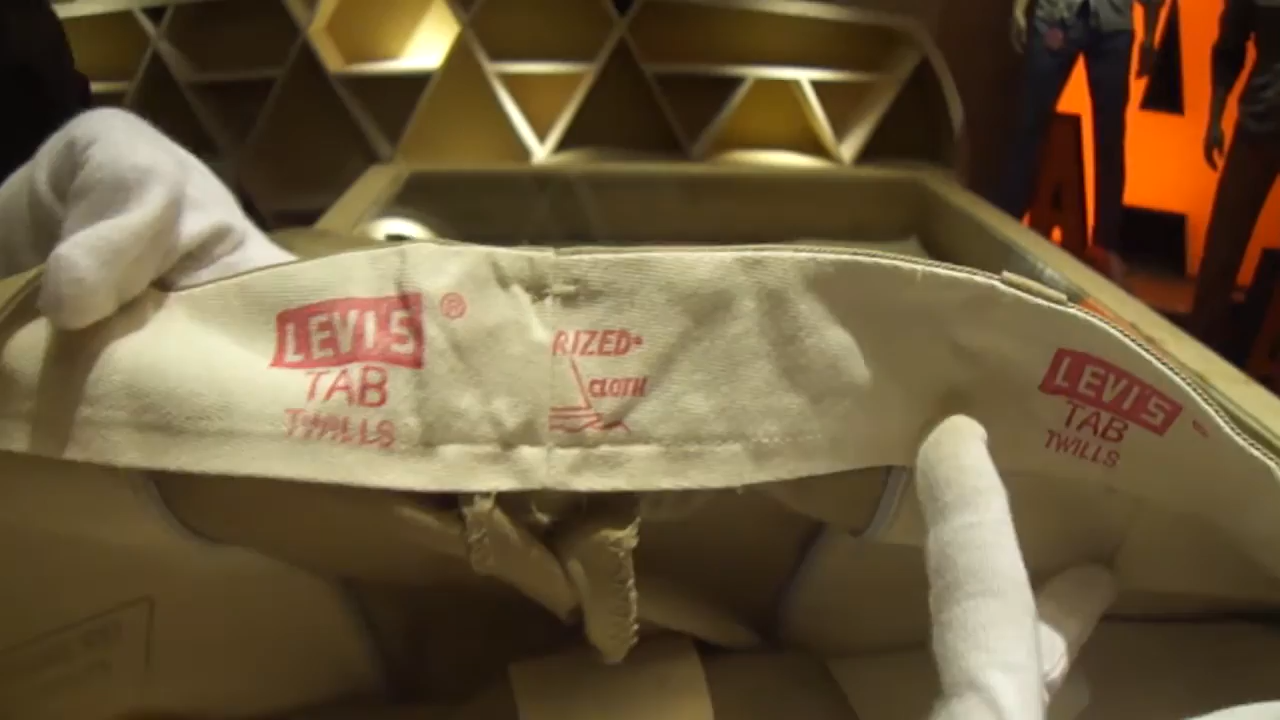 LEVI'S ®
TAB
TWILLS
RIZED
CLOTH
LEVI'S
TAB
TWILLS